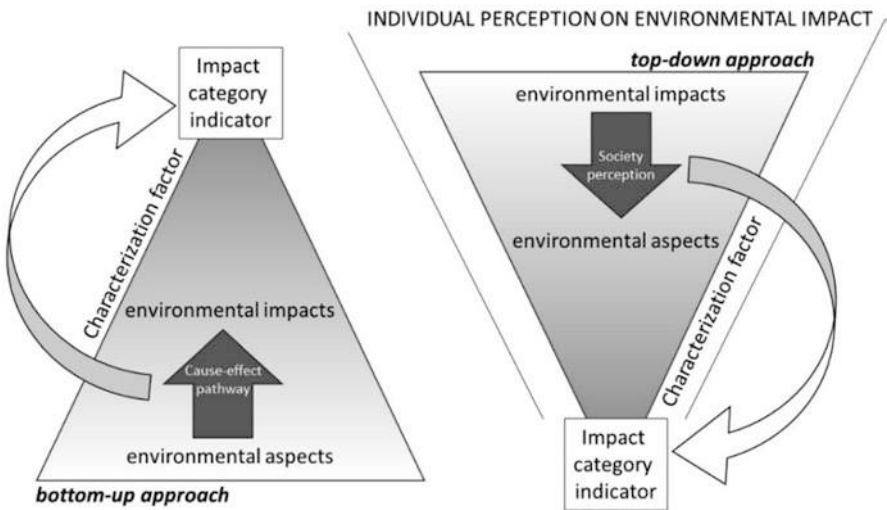 Impact
category
indicator
Characterization factor
environmental impacts
Cause-effect
pathway
environmental aspects
bottom-up approach
INDIVIDUAL PERCEPTION ON ENVIRONMENTAL IMPACT
top-down approach
environmental impacts
Society
perception
environmental aspects
Characterization factor
Impact
category
indicator